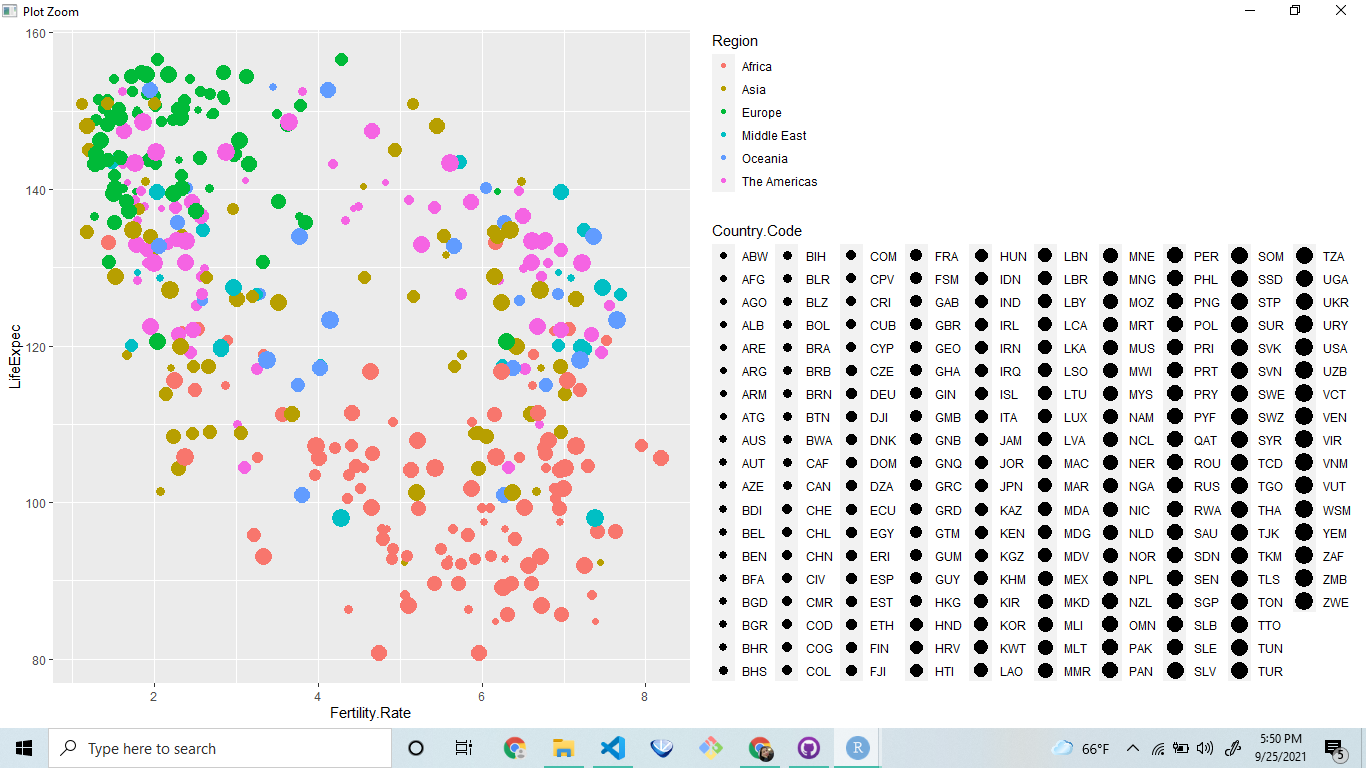 Plot Zoom
160
140
120
100
80
LifeExpec
2 4 6 8
Fertility.Rate
Region
Africa
Asia
Europe
Middle East
Oceania
The Americas
Country.Code
ABW BIH COM FRA HUN LBN MNE PER SOM TZA
AFG BLR CPV FSM IDN LBR MNG PHL SSD UGA
AGO BLZ CRI GAB IND LBY MOZ PNG STP UKR
ALB BOL CUB GBR IRL LCA MRT POL SUR URY
ARE BRA CYP GEO IRN LKA MUS PRI SVK USA
ARG BRB CZE GHA IRQ LSO MWI PRT SVN UZB
ARM BRN DEU GIN ISL LTU MYS PRY SWE VCT
ATG BTN DJI GMB ITA LUX NAM PYF SWZ VEN
AUS BWA DNK GNB JAM LVA NCL QAT SYR VIR
AUT CAF DOM GNQ JOR MAC NER ROU TCD VNM
AZE CAN DZA GRC JPN MAR NGA RUS TGO VUT
BDI CHE ECU GRD KAZ MDA NIC RWA THA WSM
BEL CHL EGY GTM KEN MDG NLD SAU TJK YEM
BEN CHN ERI GUM KGZ MDV NOR SDN TKM ZAF
BFA CIV ESP GUY KHM MEX NPL SEN TLS ZMB
BGD CMR EST HKG KIR MKD NZL SGP TON ZWE
BGR COD ETH HND KOR MLI OMN SLB TTO
BHR COG FIN HRV KWT MLT PAK SLE TUN
BHS COL FJI HTI LAO MMR PAN SLV TUR
Type here to search
R
66°F
5:50 PM
9/25/2021
5